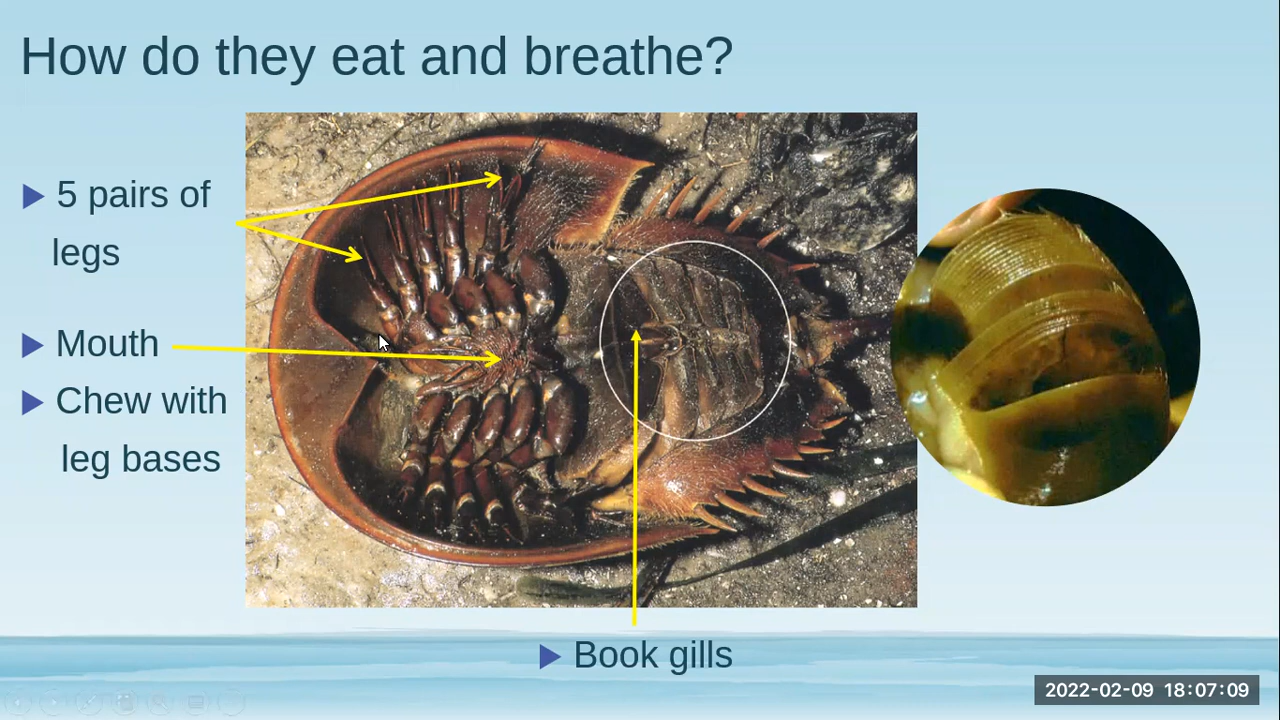 How do they eat and breathe?
5 pairs of
legs
Mouth
Chew with
leg bases
Book gills
2022-02-09 18:07:09